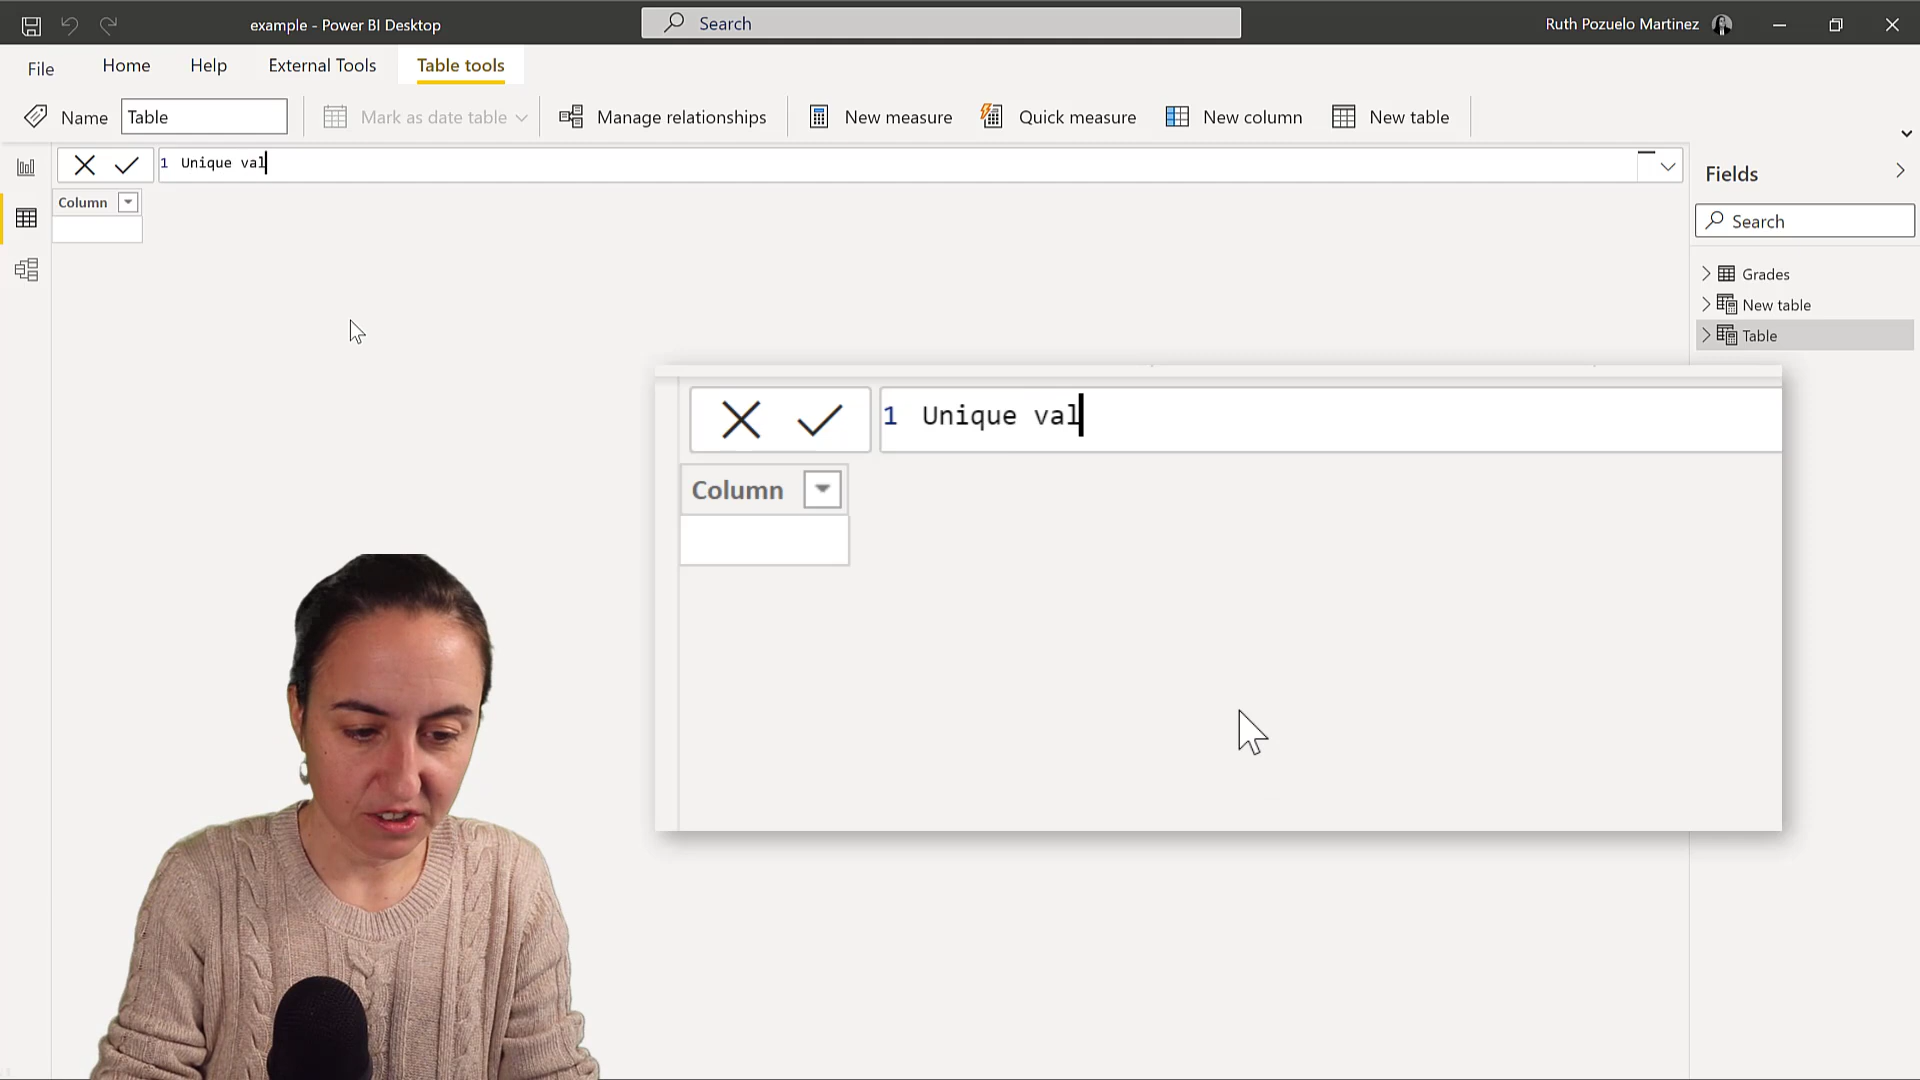 example - Power BI Desktop
Search
Ruth Pozuelo Martinez
File
Home
Help
External Tools
Table tools
Name
Table
Mark as date table
Manage relationships
New measure
Quick measure
New column
New table
1 Unique val
Column
Fields
Search
Grades
New table
Table
1 Unique val
Column